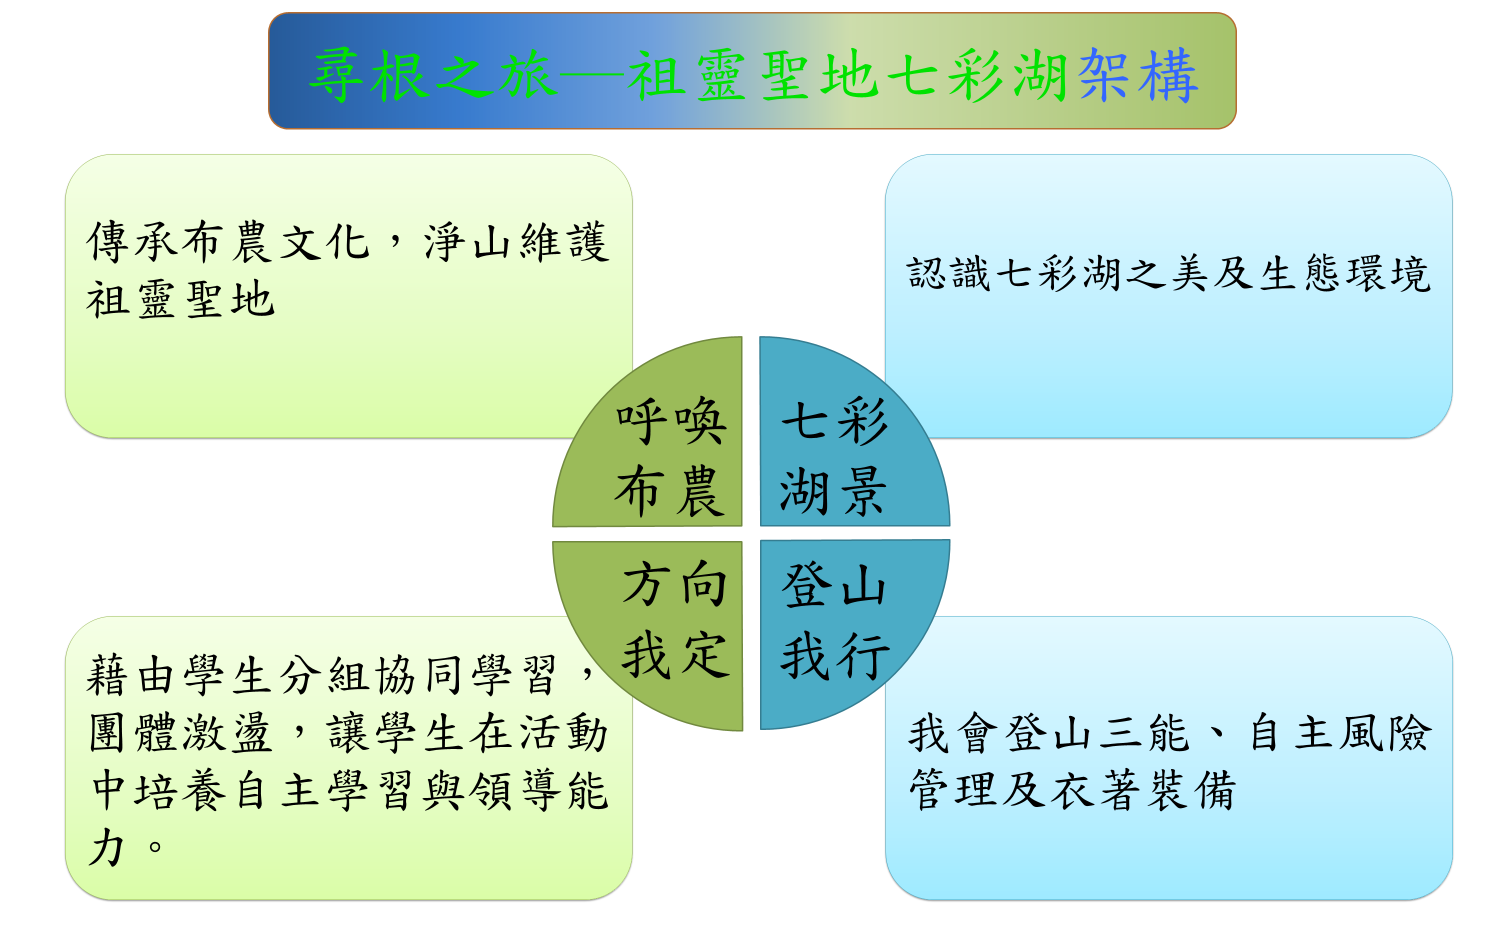 尋根之旅—祖靈聖地七彩湖架構
傳承布農文化，淨山維護
祖靈聖地
認識七彩湖之美及生態環境
呼喚
布農
七彩
湖景
方向
我定
登山
我行
藉由學生分組協同學習，
團體激盪，讓學生在活動
中培養自主學習與領導能
力。
我會登山三能、自主風險
管理及衣著裝備